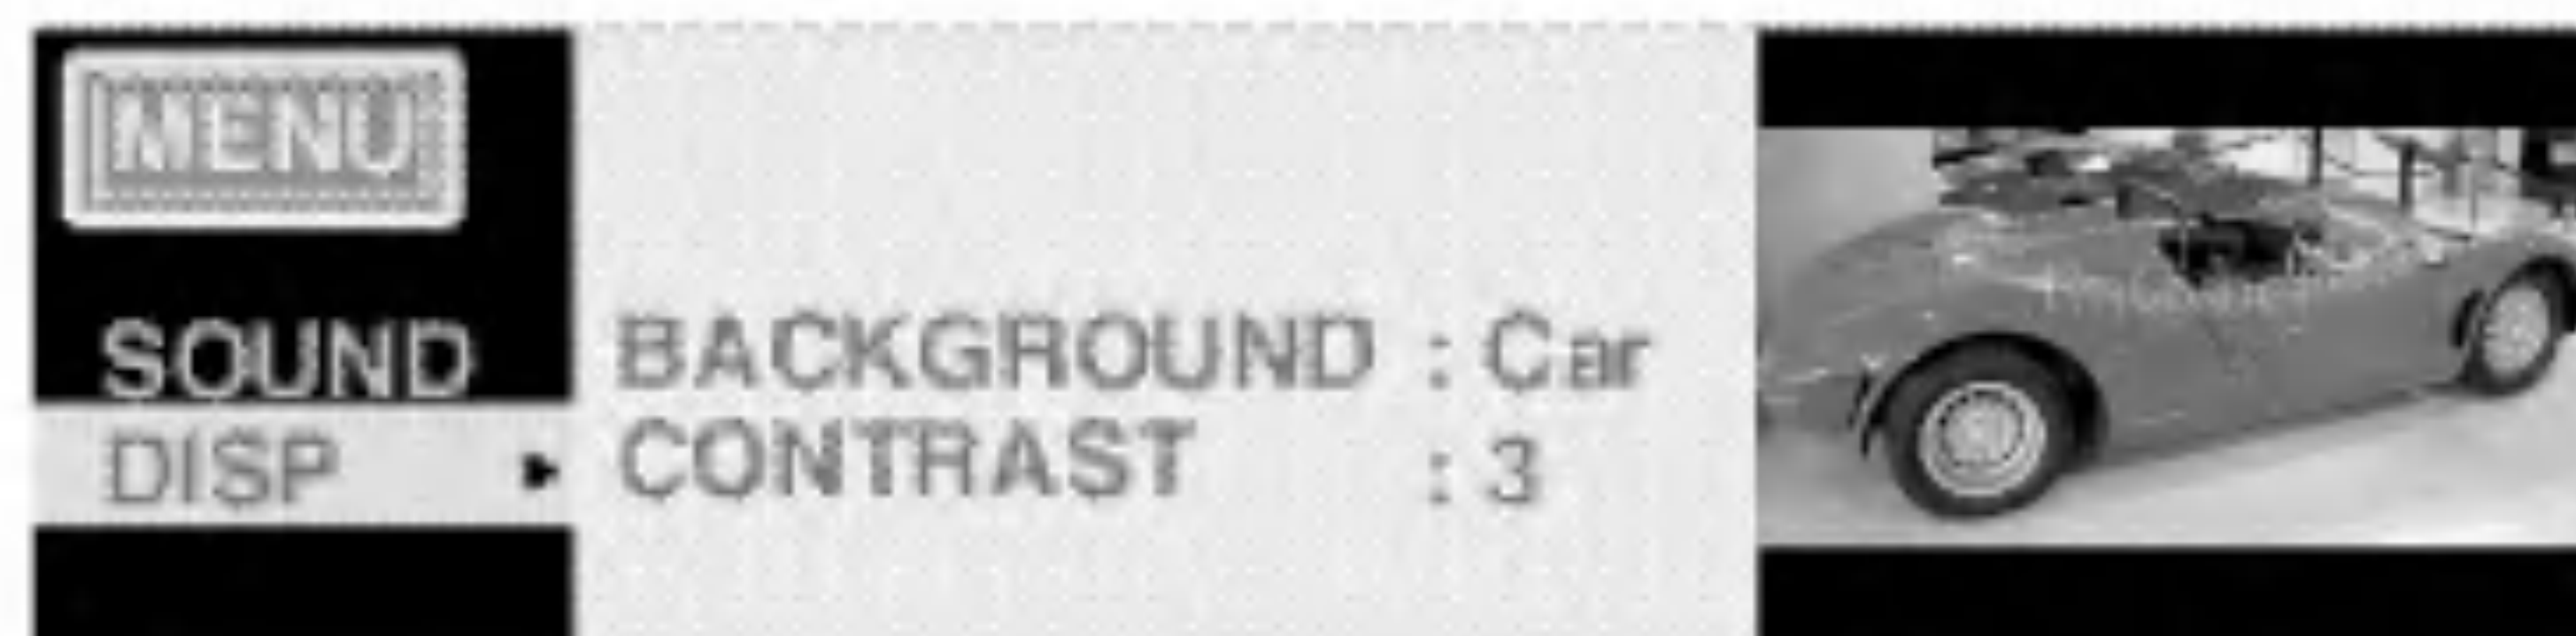 MENU
SOUND
BACKGROUND : Car
DISP ▸ CONTRAST : 3